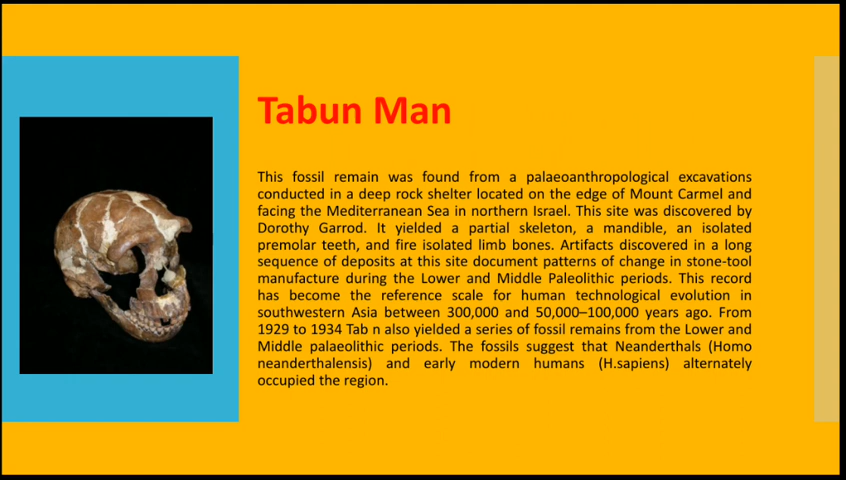 Tabun Man
This fossil remain was found from a palaeoanthropological excavations
conducted in a deep rock shelter located on the edge of Mount Carmel and
facing the Mediterranean Sea in northern Israel. This site was discovered by
Dorothy Garrod. It yielded a partial skeleton, a mandible, an isolated
premolar teeth, and fire isolated limb bones. Artifacts discovered in a long
sequence of deposits at this site document patterns of change in stone-tool
manufacture during the Lower and Middle Paleolithic periods. This record
has become the reference scale for human technological evolution in
southwestern Asia between 300,000 and 50,000–100,000 years ago. From
1929 to 1934 Tab n also yielded a series of fossil remains from the Lower and
Middle palaeolithic periods. The fossils suggest that Neanderthals (Homo
neanderthalensis) and early modern humans (H.sapiens) alternately
occupied the region.